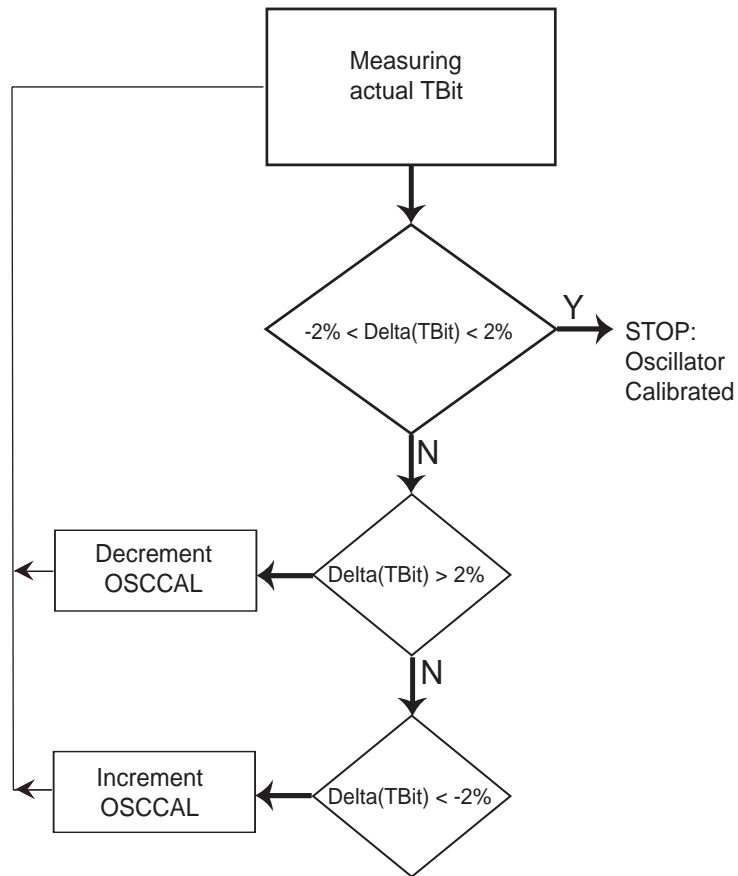 Measuring
actual TBit
-2% < Delta(TBit) < 2%
Y
STOP:
Oscillator
Calibrated
N
Decrement
OSCCAL
Delta(TBit) > 2%
N
Increment
OSCCAL
Delta(TBit) < -2%